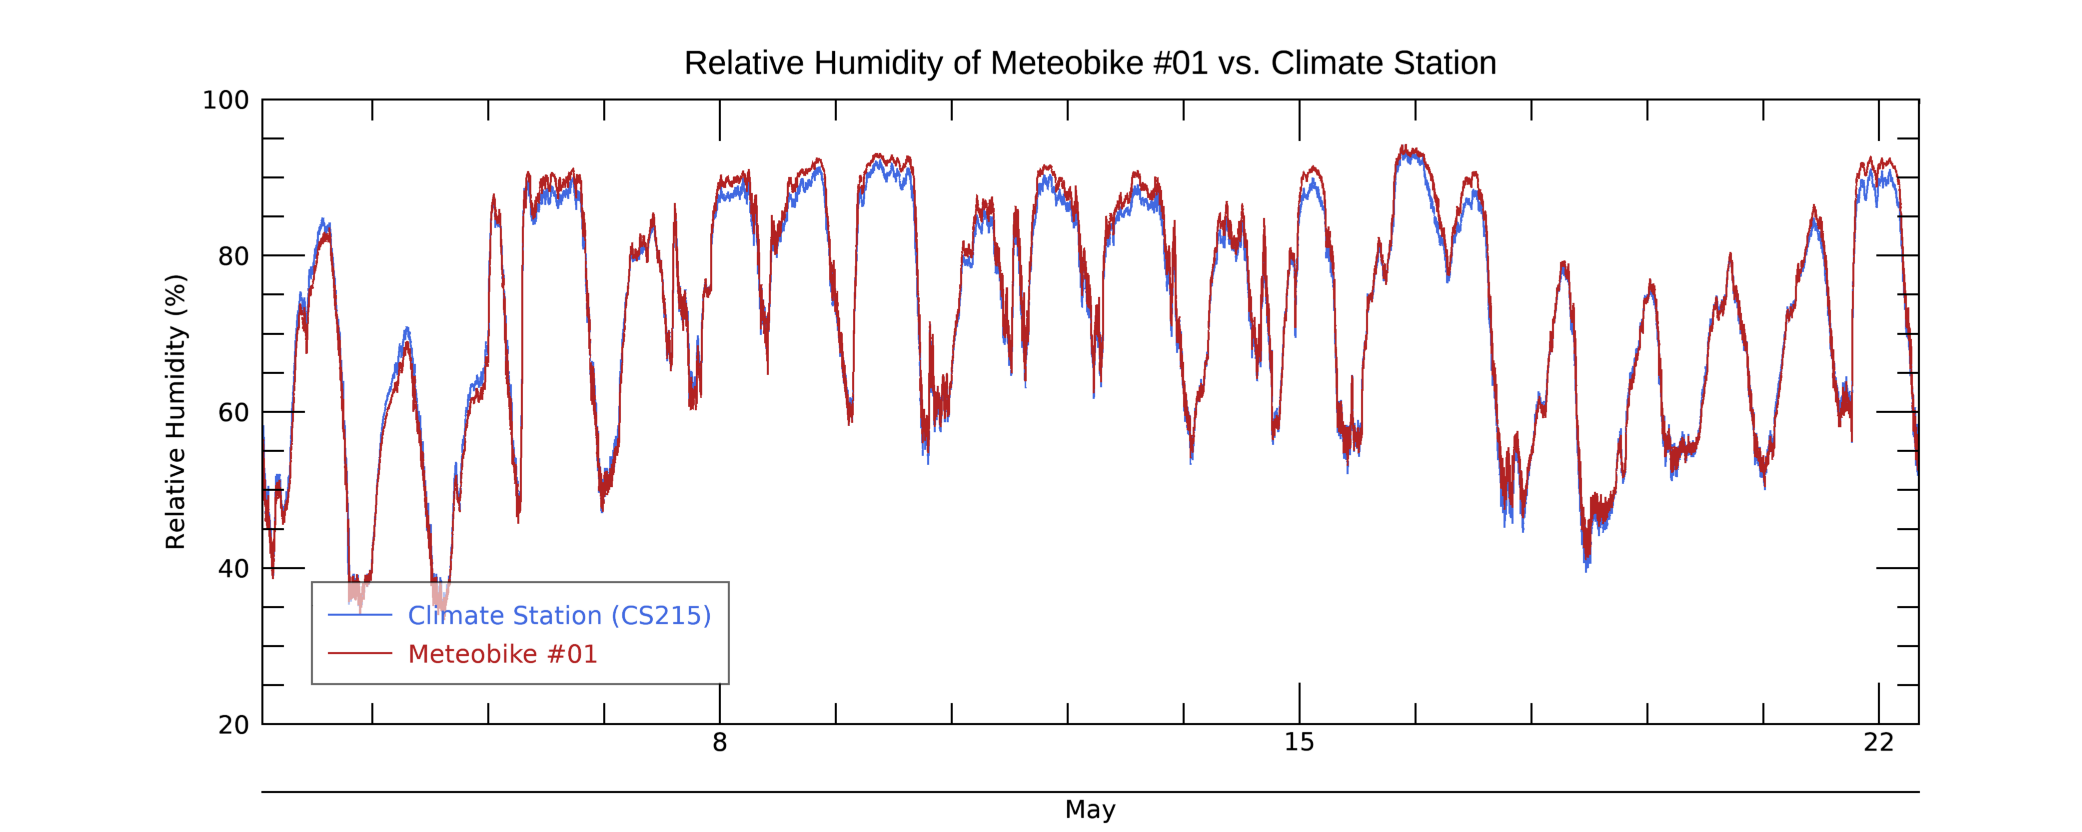 Relative Humidity of Meteobike #01 vs. Climate Station
100
80
60
40
20
Relative Humidity (%)
Climate Station (CS215)
Meteobike #01
8
15
22
May